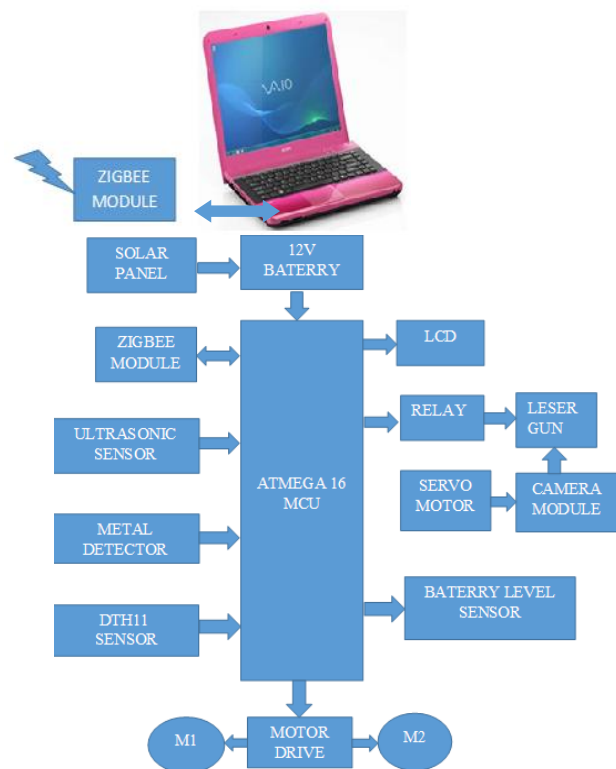 VAIO
ZIGBEE
MODULE
SOLAR
PANEL
12V
BATERRY
ZIGBEE
MODULE
LCD
ULTRASONIC
SENSOR
RELAY
LESER
GUN
ATMEGA 16
MCU
SERVO
MOTOR
CAMERA
MODULE
METAL
DETECTOR
DTH11
SENSOR
BATERRY LEVEL
SENSOR
M1
MOTOR
DRIVE
M2